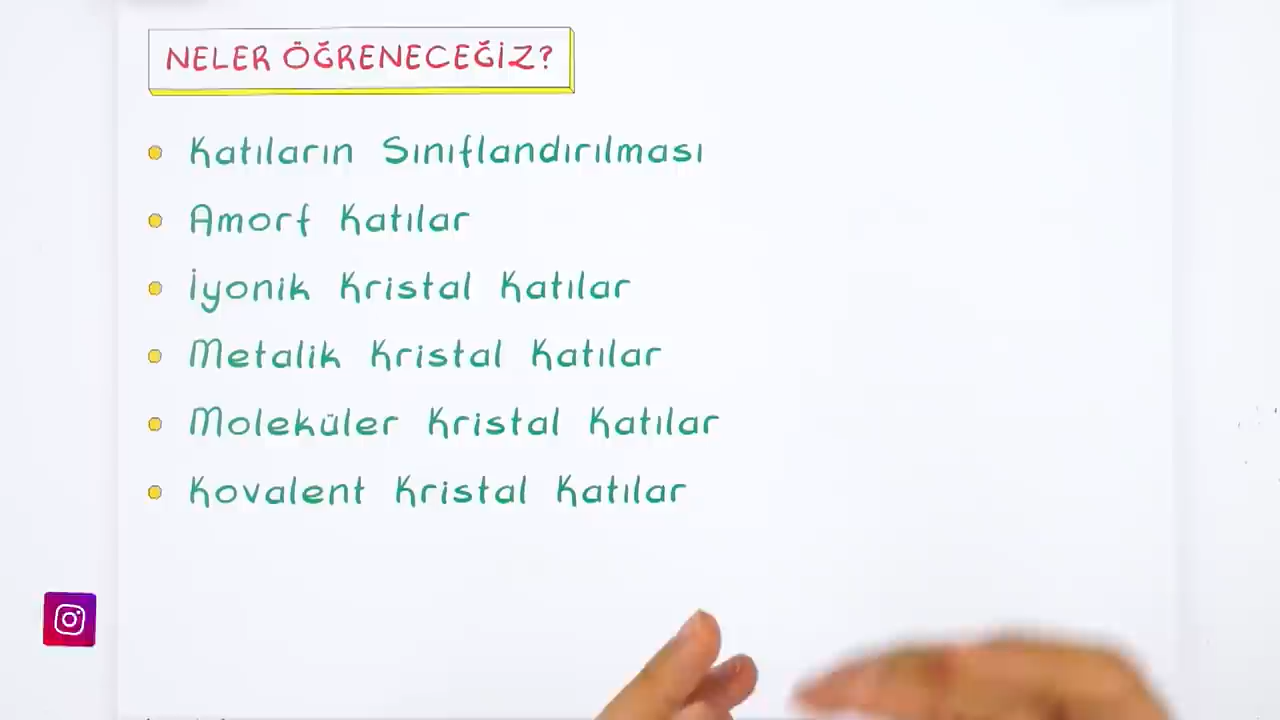 NELER ÖĞRENECEĞİZ?
Katıların Sınıflandırılması
Amorf Katılar
İyonik Kristal Katılar
Metalik Kristal Katılar
Moleküler Kristal Katılar
Kovalent Kristal Katılar